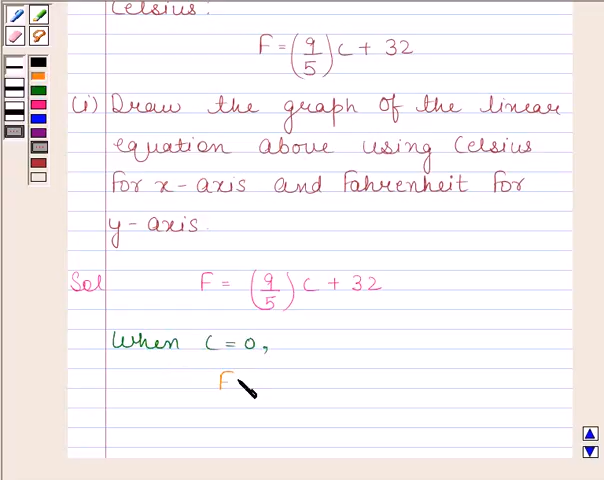 Celsius.
F = (9/5) C + 32
(i) Draw the graph of the linear
equation above using Celsius
for x-axis and Fahrenheit for
y-axis.
Sol F = (9/5) C + 32
When C = 0,
F